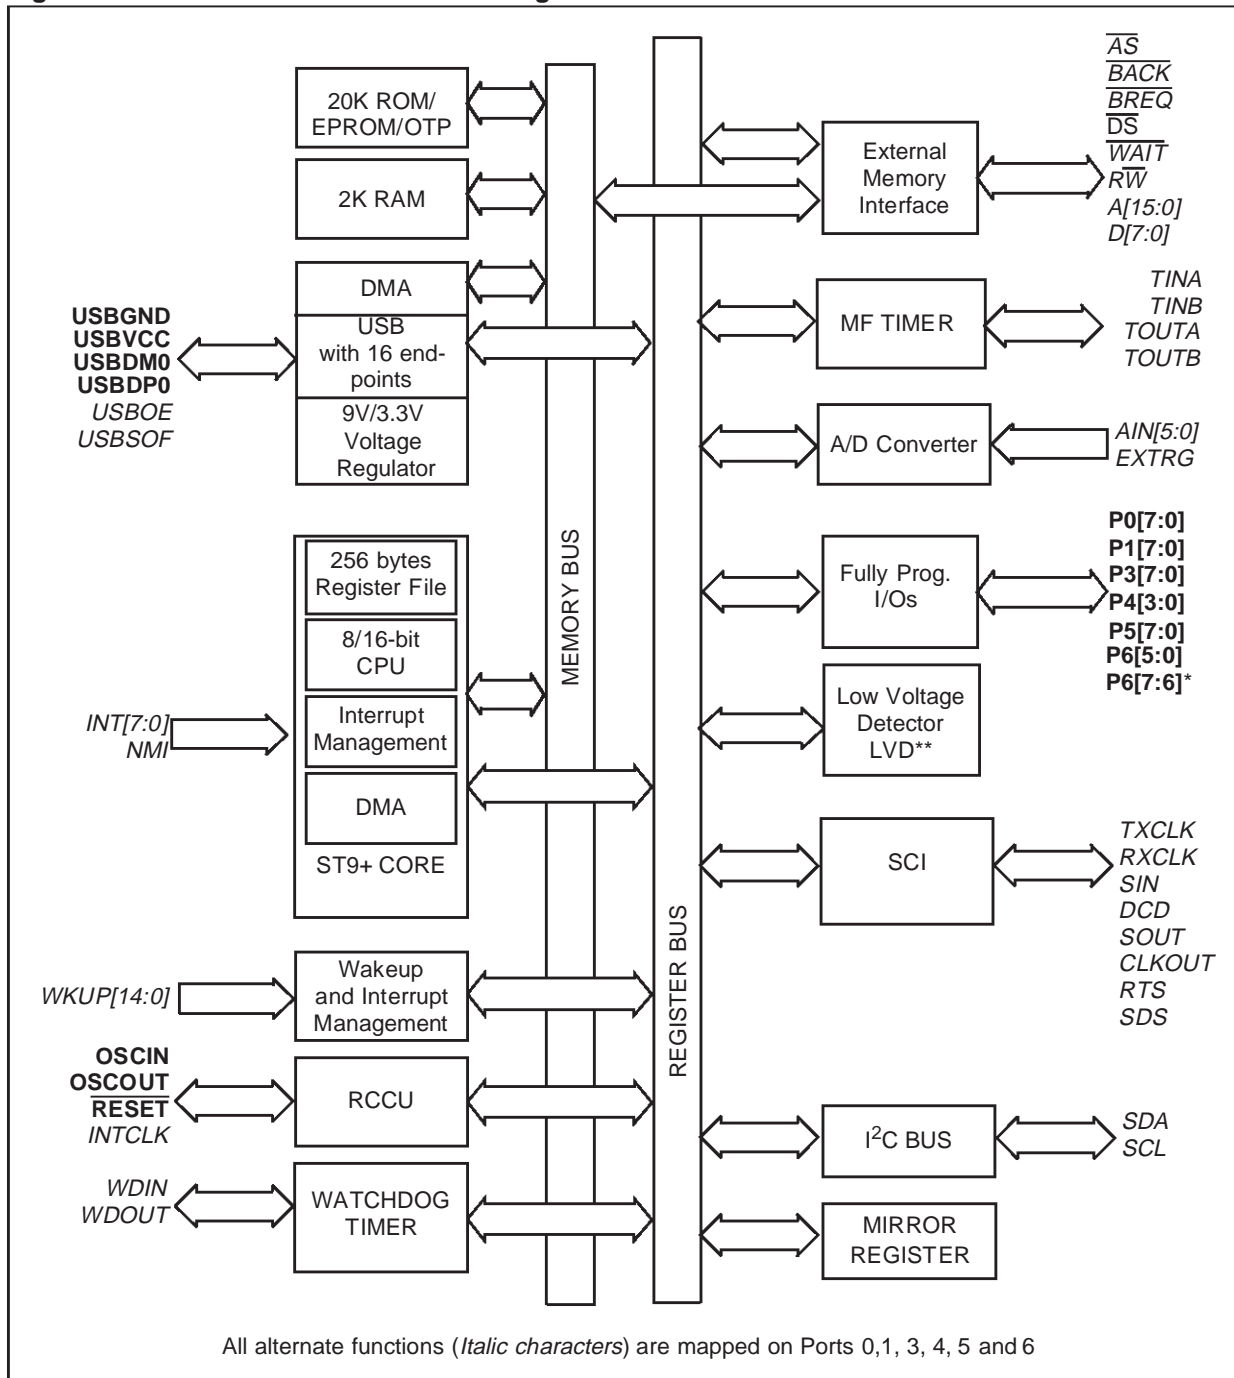 20K ROM/
EPROM/OTP
2K RAM
DMA
USB
with 16 end-
points
9V/3.3V
Voltage
Regulator
USBGND
USBVCC
USBDM0
USBDP0
USBOE
USBSOF
256 bytes
Register File
8/16-bit
CPU
Interrupt
Management
DMA
ST9+ CORE
INT[7:0]
NMI
Wakeup
and Interrupt
Management
WKUP[14:0]
OSCIN
OSCOUT
RESET
INTCLK
RCCU
WDIN
WDOUT
WATCHDOG
TIMER
MEMORY BUS
REGISTER BUS
External
Memory
Interface
AS
BACK
BREQ
DS
WAIT
RW
A[15:0]
D[7:0]
MF TIMER
TINA
TINB
TOUTA
TOUTB
A/D Converter
AIN[5:0]
EXTRG
Fully Prog.
I/Os
P0[7:0]
P1[7:0]
P3[7:0]
P4[3:0]
P5[7:0]
P6[5:0]
P6[7:6]*
Low Voltage
Detector
LVD**
SCI
TXCLK
RXCLK
SIN
DCD
SOUT
CLKOUT
RTS
SDS
I²C BUS
SDA
SCL
MIRROR
REGISTER
All alternate functions (Italic characters) are mapped on Ports 0,1, 3, 4, 5 and 6